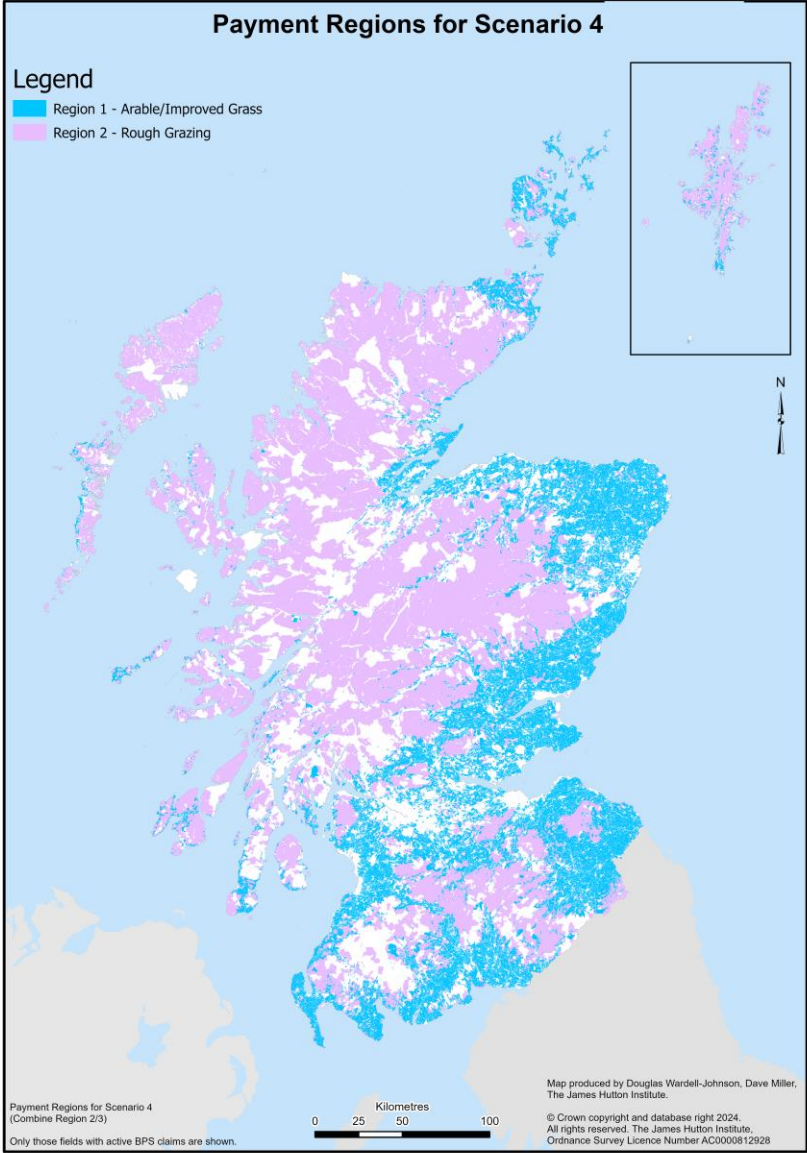 Payment Regions for Scenario 4
Legend
Region 1 - Arable/Improved Grass
Region 2 - Rough Grazing
N
Payment Regions for Scenario 4
(Combine Region 2/3)
Only those fields with active BPS claims are shown.
Kilometres
0 25 50 100
Map produced by Douglas Wardell-Johnson, Dave Miller,
The James Hutton Institute.
© Crown copyright and database right 2024.
All rights reserved. The James Hutton Institute,
Ordnance Survey Licence Number AC0000812928